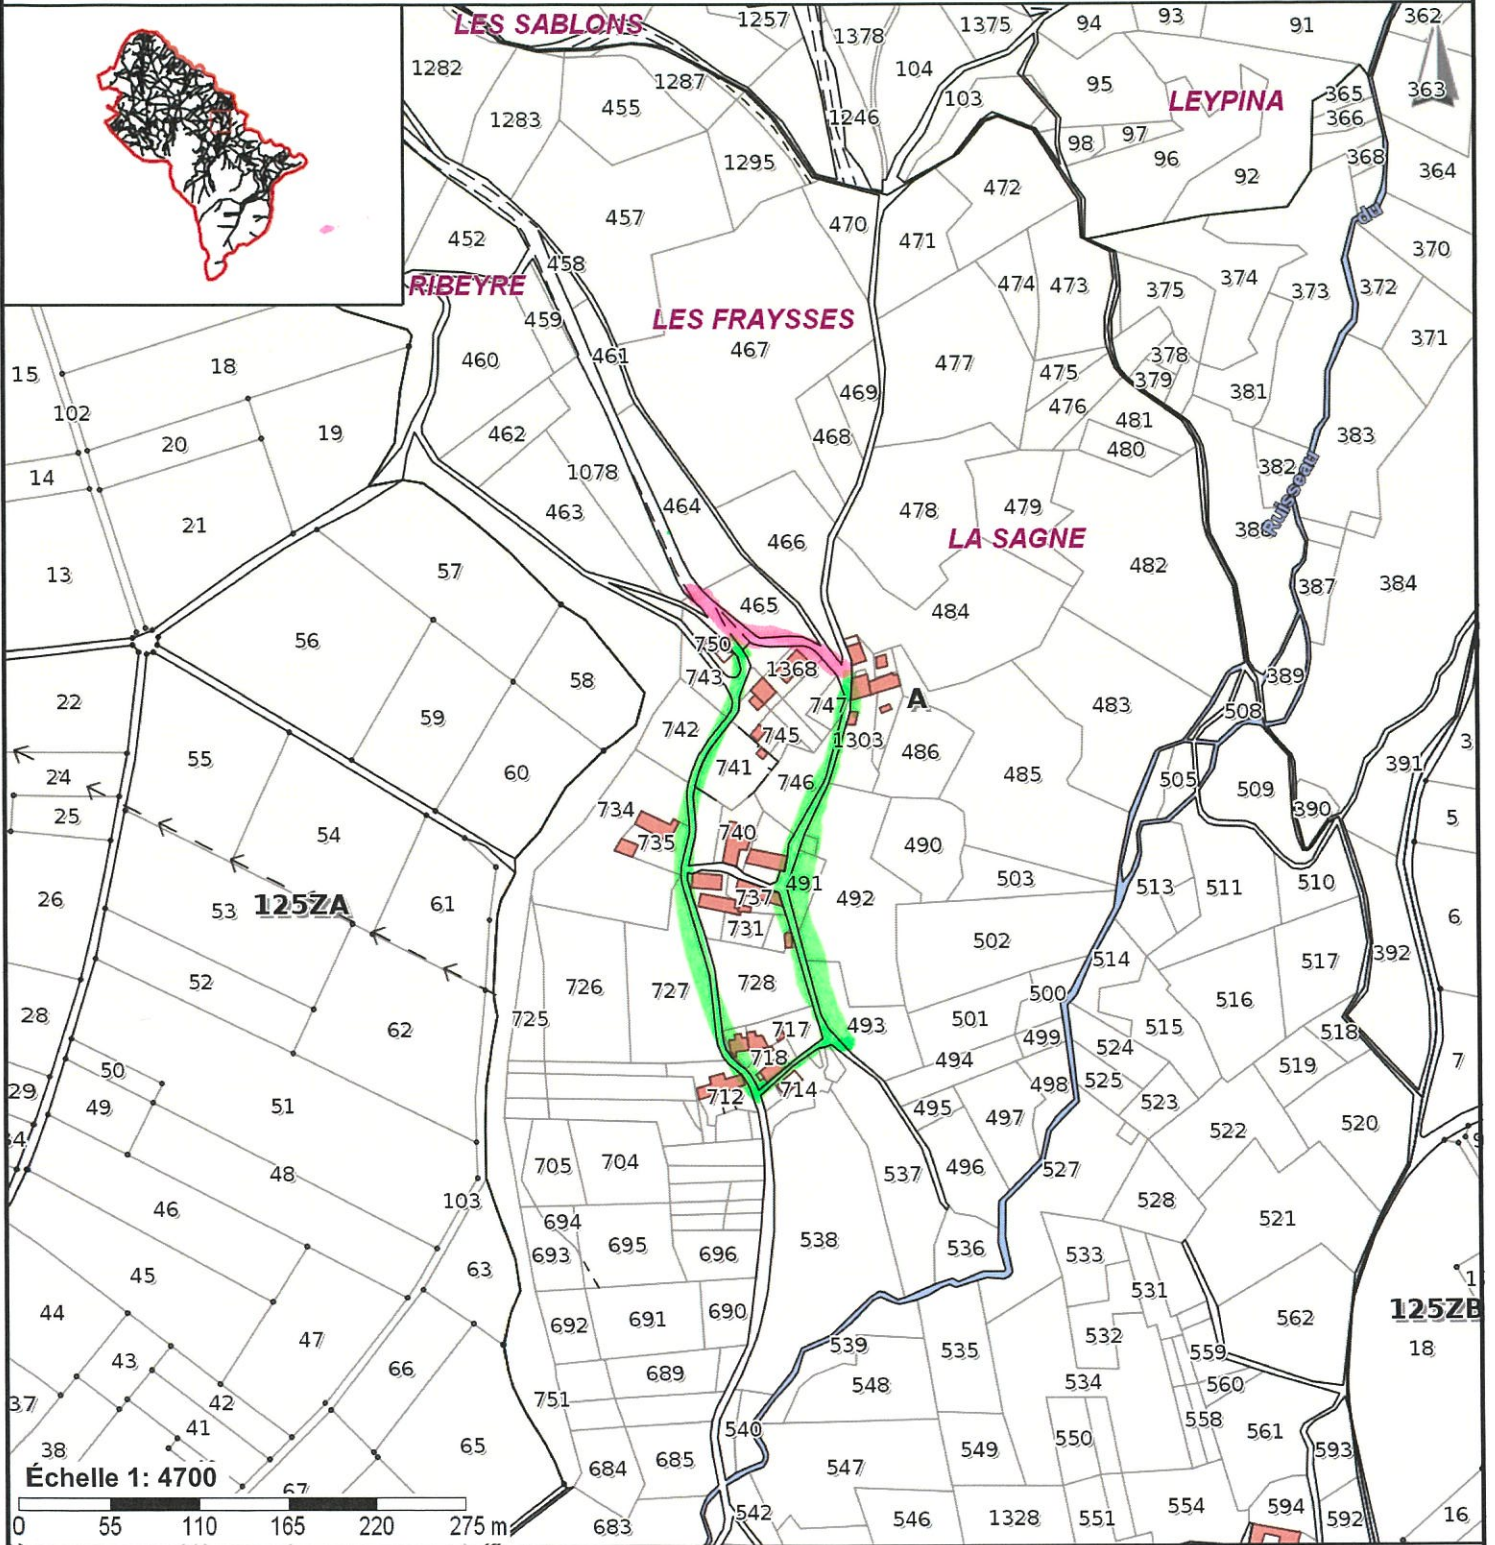 LES SABLONS 1257 1378 1375 94 93 91 362
1282 1287 104 95 363
1283 455 1246 103 LEYPINA 365
366
1295 98 97 96 92 368 364
472
457 470 471 du
452 458 370
RIBEYRE 474 473 375 374 373 372
459 LES FRAYSSES
460 461 467 477 378 371
15 18 475 379
102 469 476 381
20 19 462 468 481 383
14 1078 480 382
464 478 479 Ruisseau
21 463 466 LA SAGNE
13 57 482 387 384
465 484
56 750 1368
58 743 389
22 59 742 747 A 483 508
745 1303 486
24 55 60 741 746 485 505 391 3
25 54 734 509 390 5
735 740 490
26 53 125ZA 61 491 492 503 513 511 510
737
731 502 6
52 726 727 728 514 517 392
28 62 725 717 493 501 500 516
718 499 515 518
50 494 524 519 7
29 49 51 712 714 498 525
495 497 523 520
705 704 522
48 537 496 527
46 103 528
694 521
45 693 695 696 538 536 533
63 531
44 692 691 690 562 125ZB
47 532
43 66 689 539 535 559 18
37 42 751 548 534 560
41 540 558 561
38 65 685 549 550 593
Échelle 1: 4700 67 684 547
683 542 546 1328 551 554 594 592 16
0 55 110 165 220 275 m